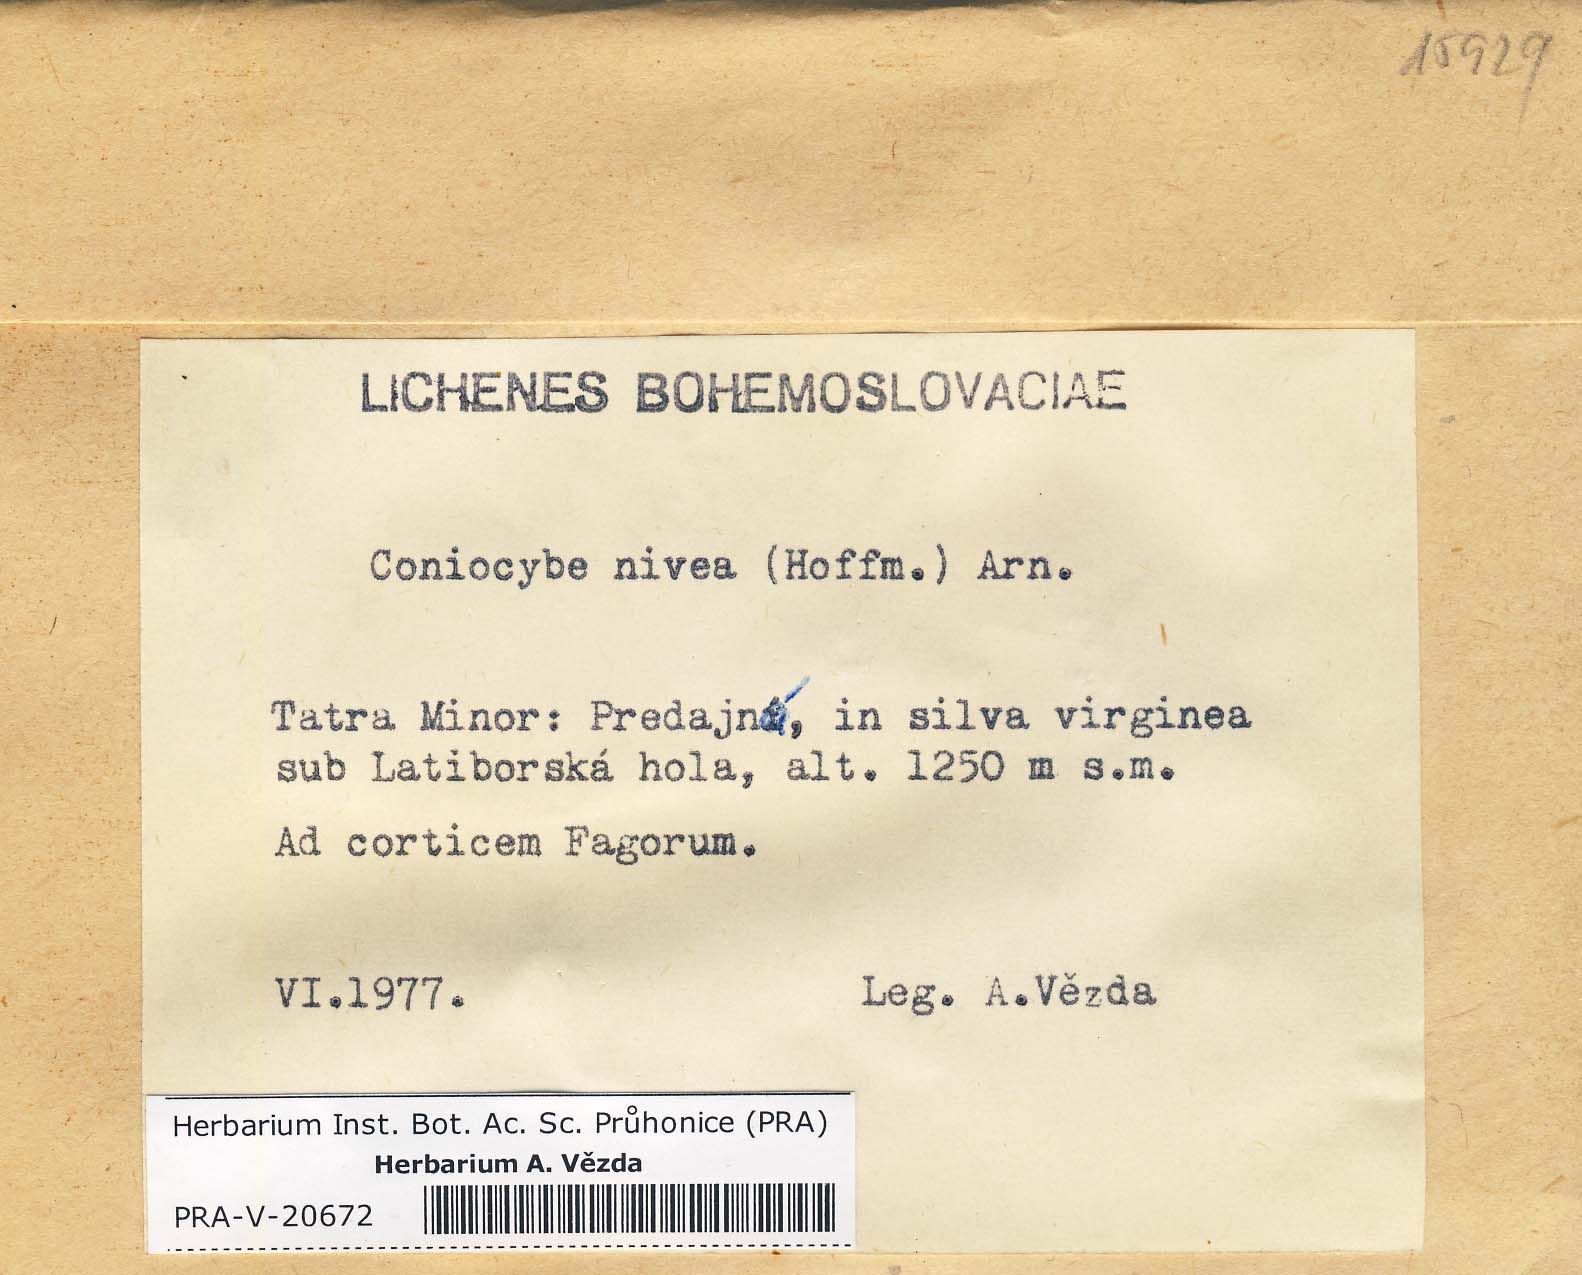 15929
LICHENES BOHEMOSLOVACIAE
Coniocybe nivea (Hoffm.) Arn.
Tatra Minor: Predajná, in silva virginea
sub Latiborská hola, alt. 1250 m s.m.
Ad corticem Fagorum.
VI.1977. Leg. A.Vězda
Herbarium Inst. Bot. Ac. Sc. Průhonice (PRA)
Herbarium A. Vězda
PRA-V-20672